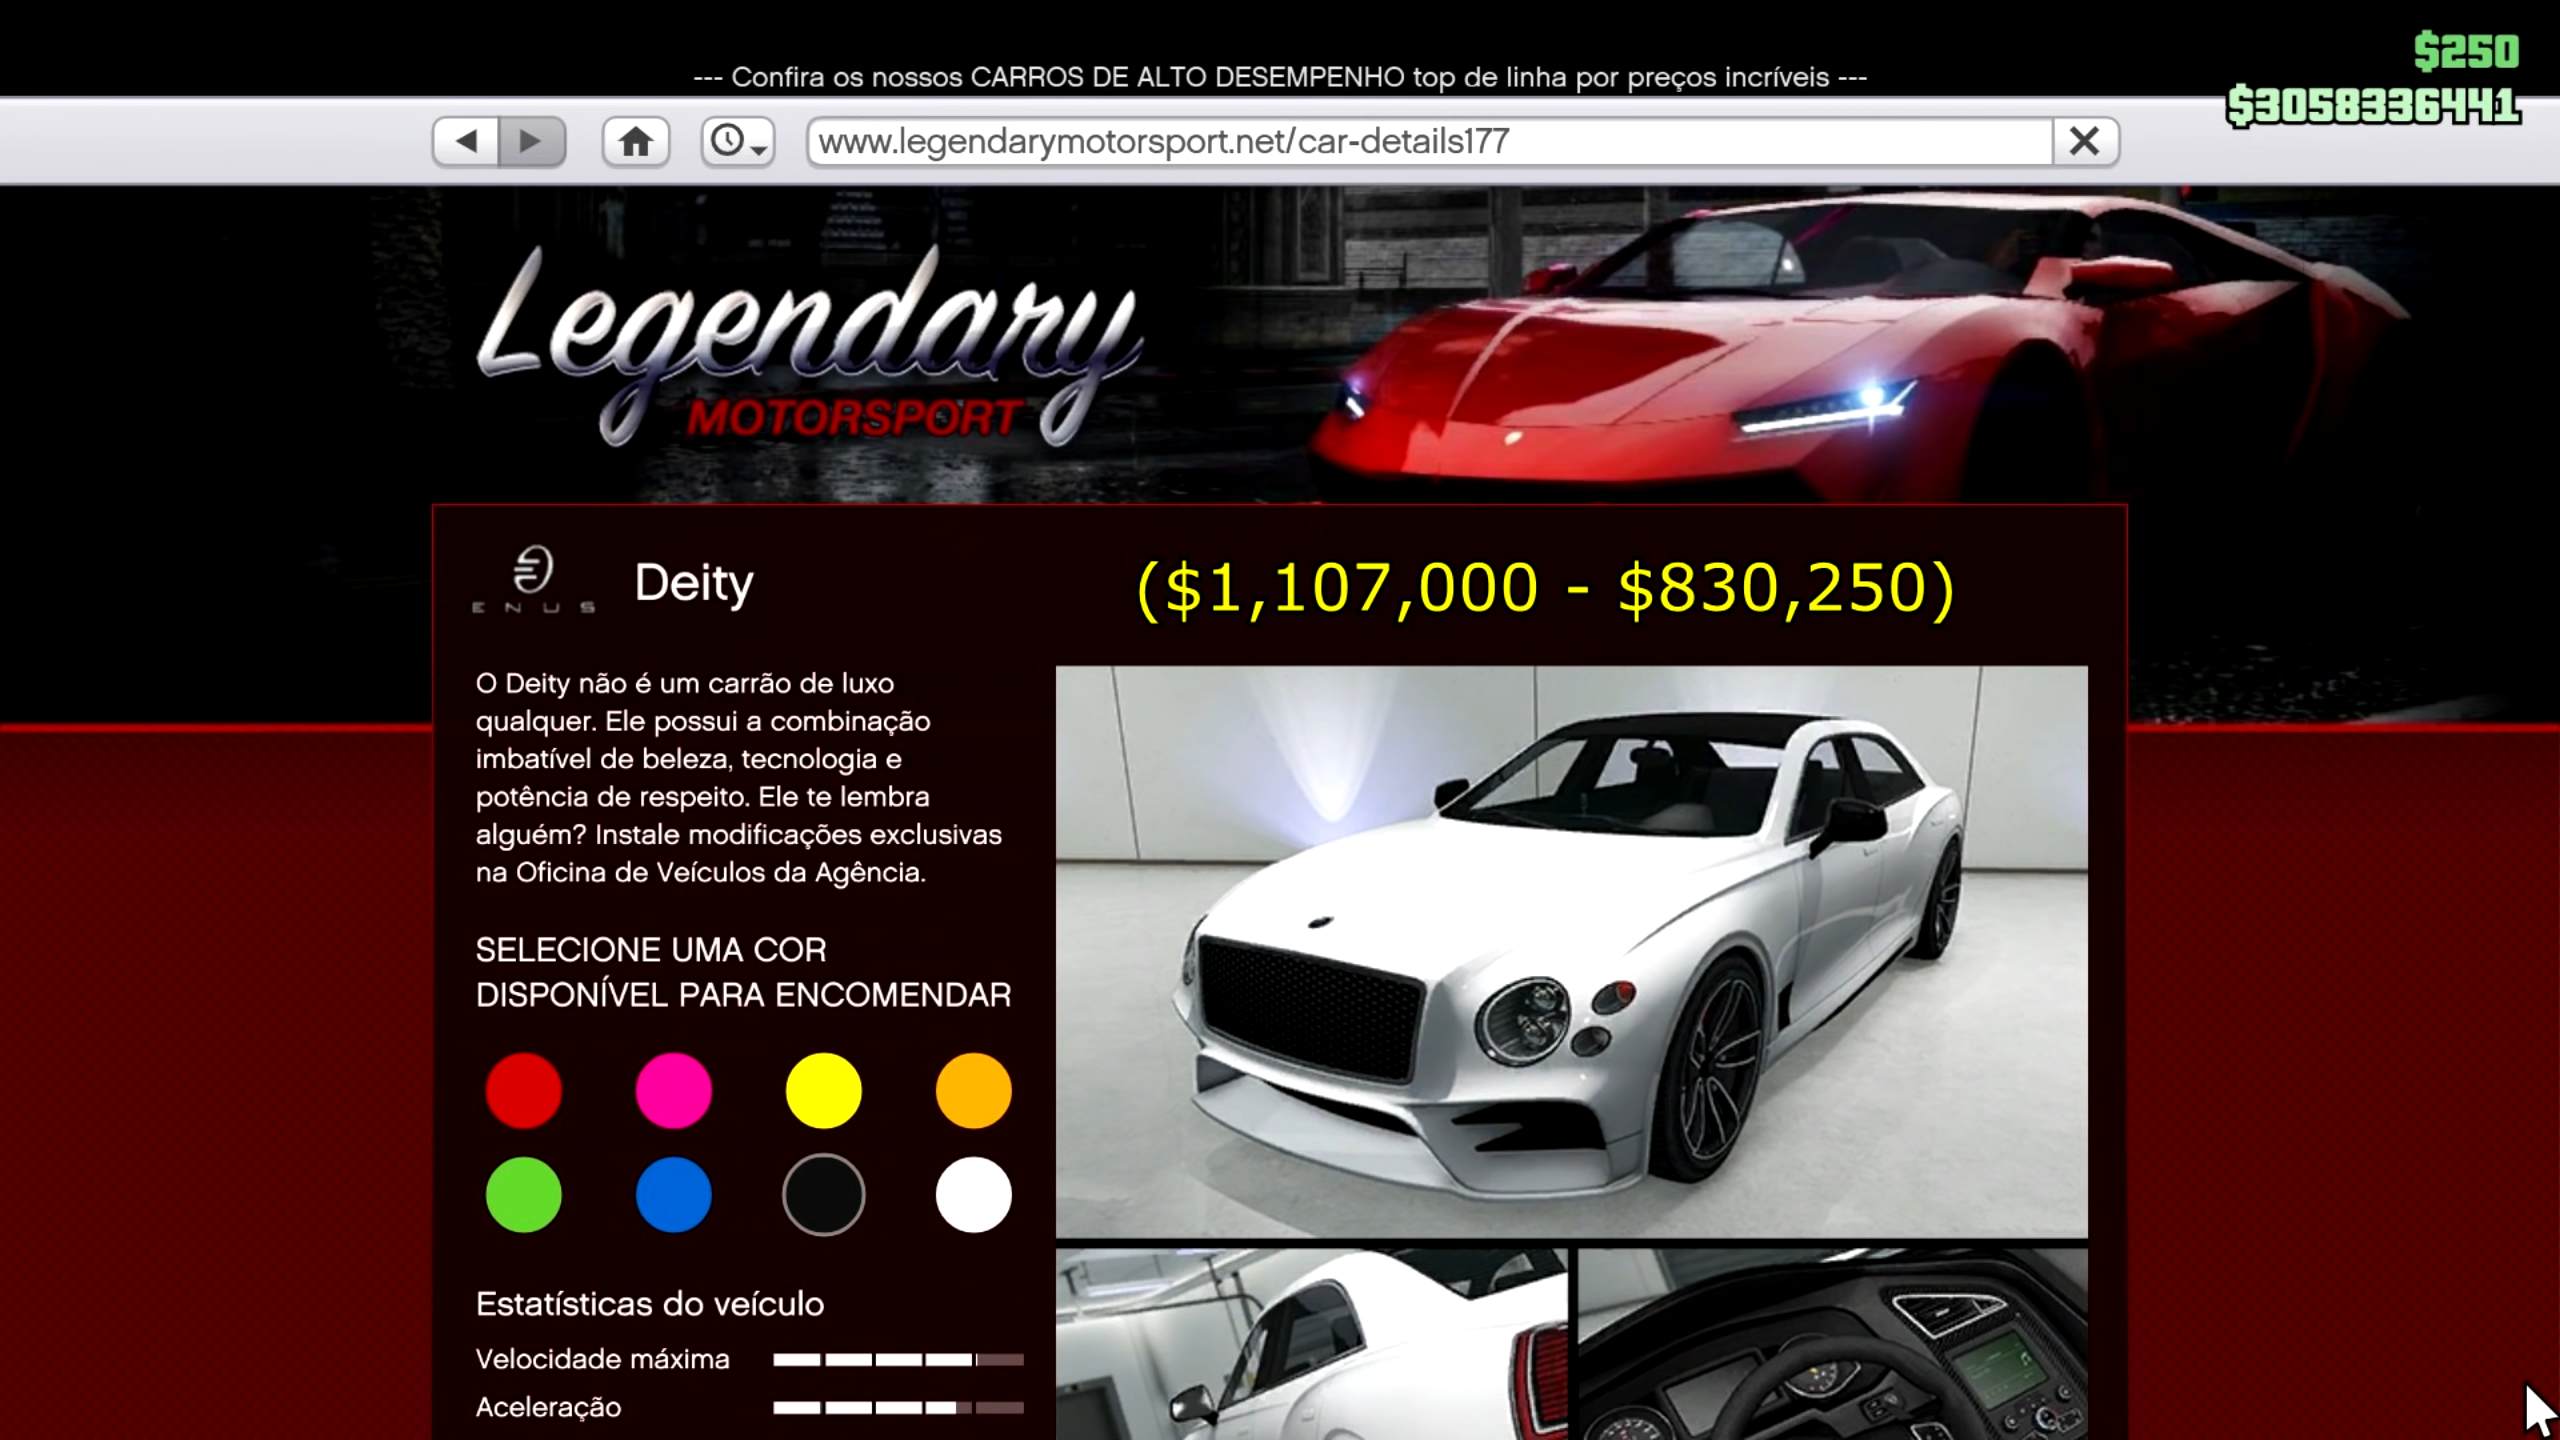 --- Confira os nossos CARROS DE ALTO DESEMPENHO top de linha por preços incríveis ---
$250
$3058336441
www.legendarymotorsport.net/car-details177
Legendary
MOTORSPORT
ENUS
Deity
($1,107,000 - $830,250)
O Deity não é um carrão de luxo
qualquer. Ele possui a combinação
imbatível de beleza, tecnologia e
potência de respeito. Ele te lembra
alguém? Instale modificações exclusivas
na Oficina de Veículos da Agência.
SELECIONE UMA COR
DISPONÍVEL PARA ENCOMENDAR
Estatísticas do veículo
Velocidade máxima
Aceleração